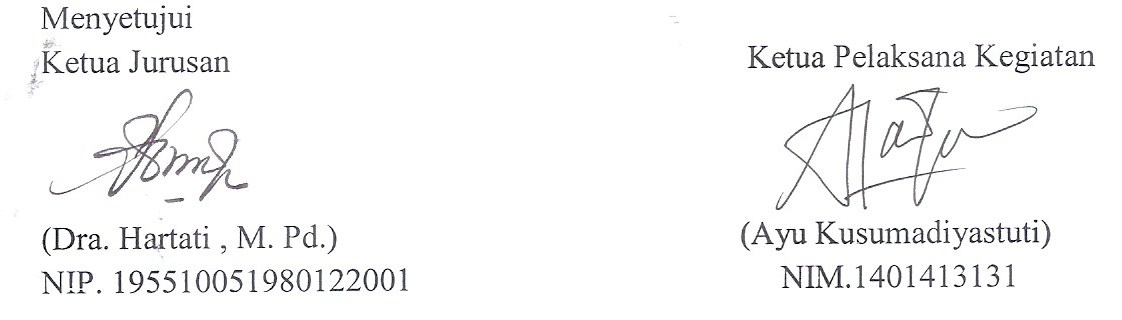 Menyetujui
Ketua Jurusan
(Dra. Hartati , M. Pd.)
NIP. 195510051980122001
Ketua Pelaksana Kegiatan
(Ayu Kusumadiyastuti)
NIM.1401413131